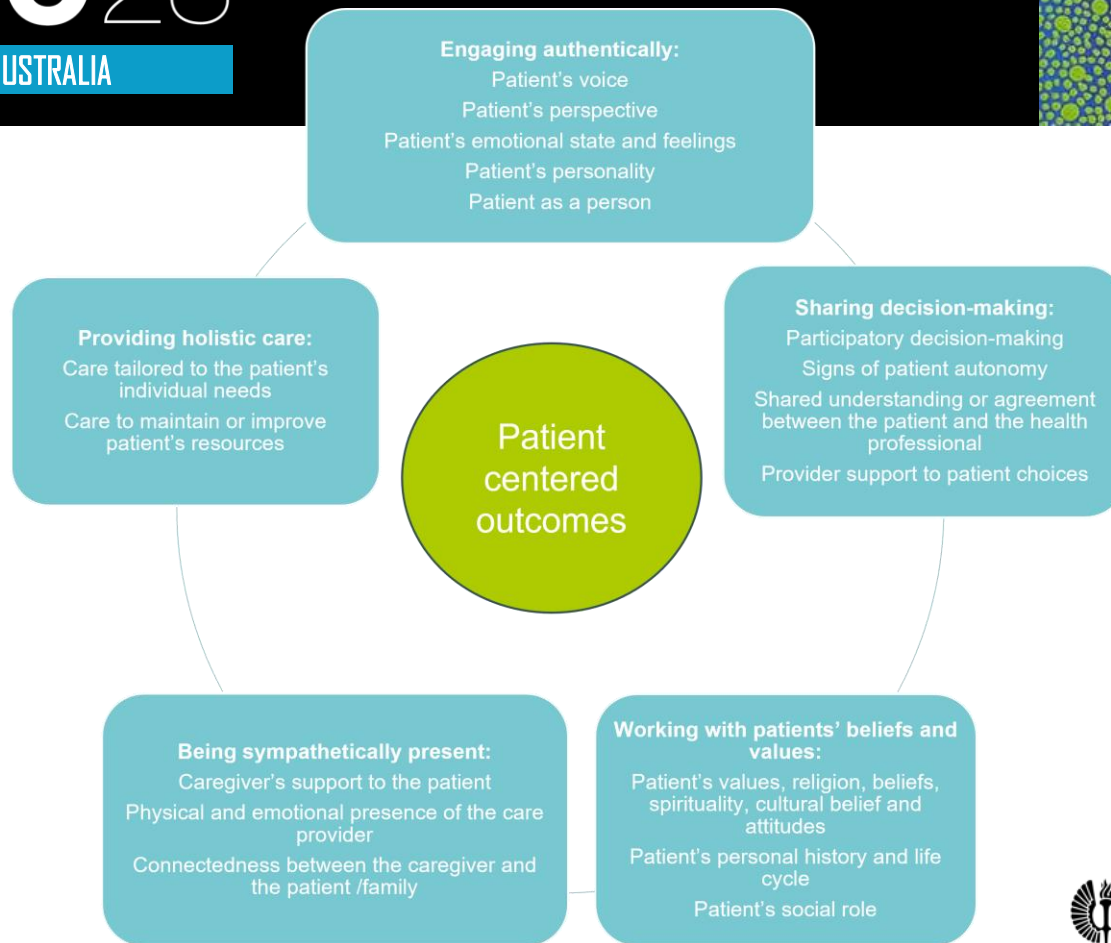 USTRALIA
Engaging authentically:
Patient's voice
Patient's perspective
Patient's emotional state and feelings
Patient's personality
Patient as a person
Sharing decision-making:
Participatory decision-making
Signs of patient autonomy
Shared understanding or agreement
between the patient and the health
professional
Provider support to patient choices
Working with patients' beliefs and
values:
Patient's values, religion, beliefs,
spirituality, cultural belief and
attitudes
Patient's personal history and life
cycle
Patient's social role
Being sympathetically present:
Caregiver's support to the patient
Physical and emotional presence of the care
provider
Connectedness between the caregiver and
the patient /family
Providing holistic care:
Care tailored to the patient's
individual needs
Care to maintain or improve
patient's resources
Patient
centered
outcomes